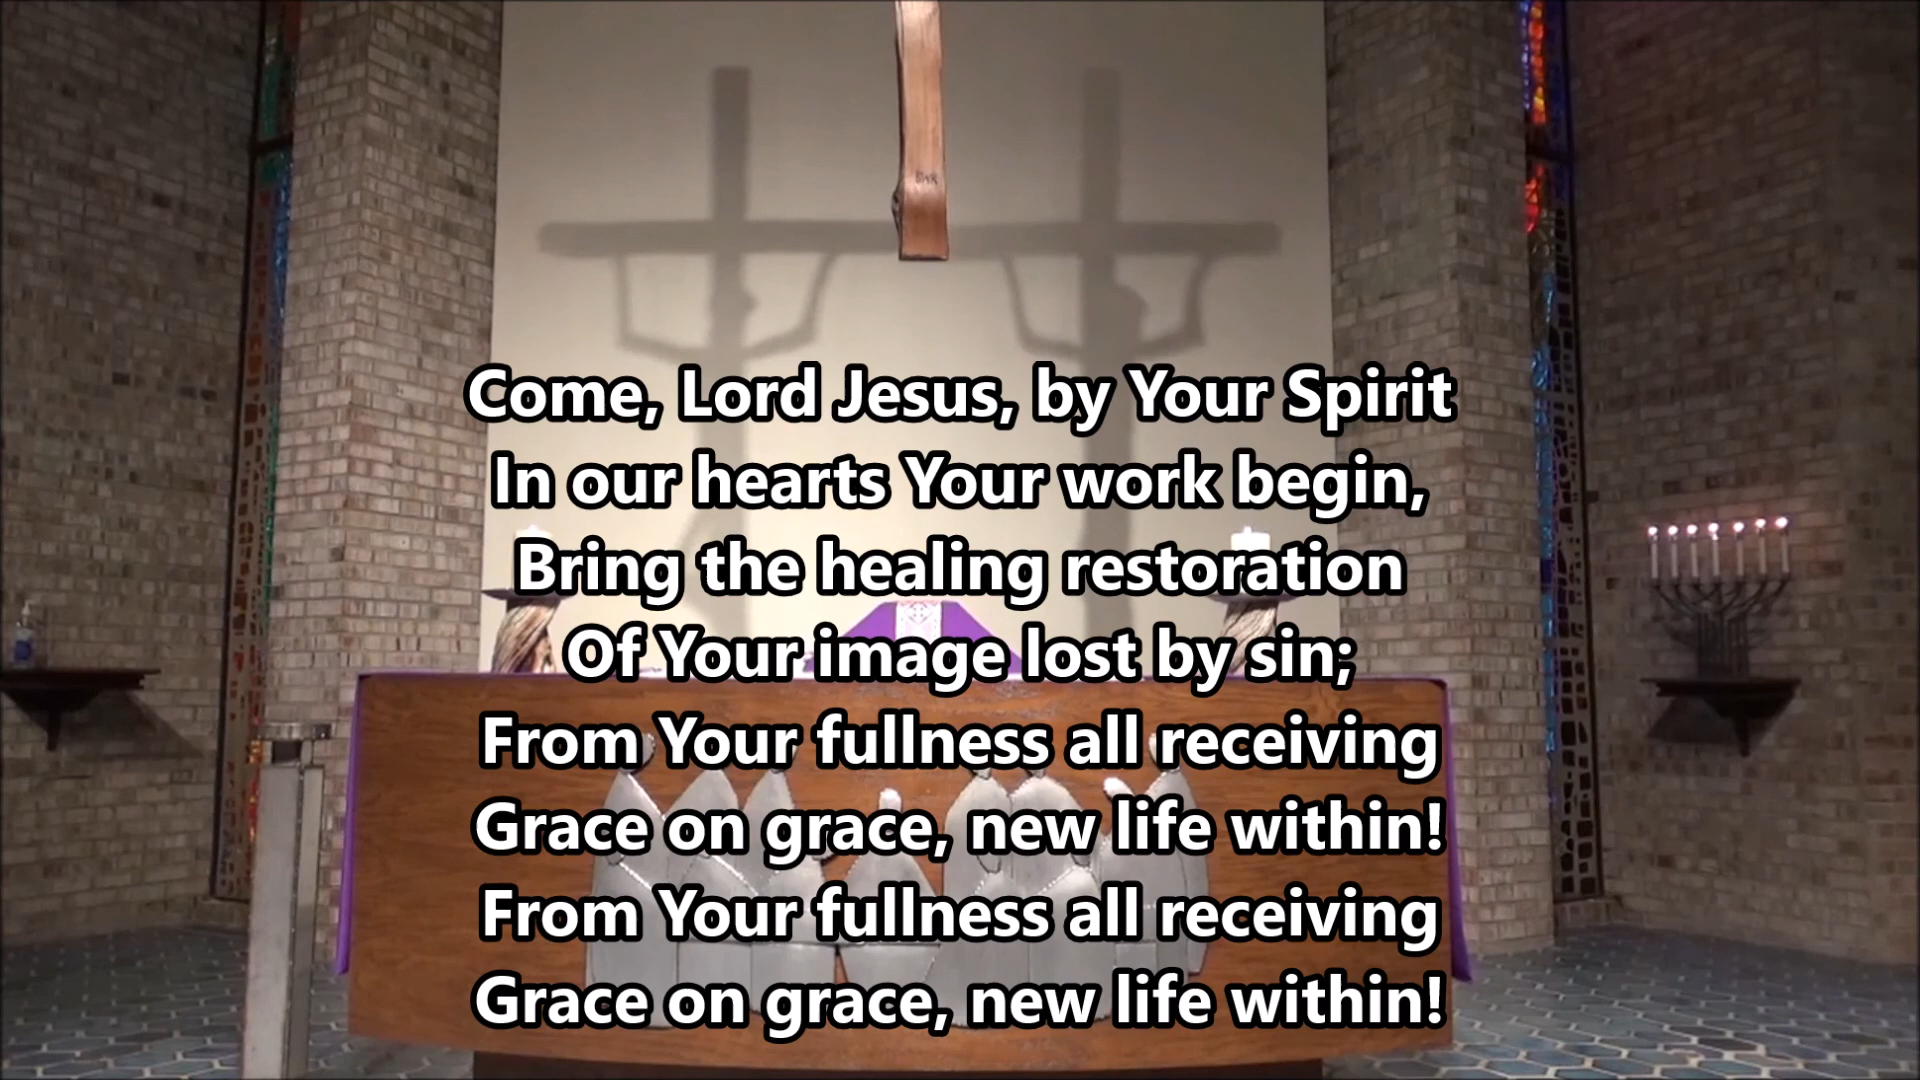 Come, Lord Jesus, by Your Spirit
In our hearts Your work begin,
Bring the healing restoration
Of Your image lost by sin;
From Your fullness all receiving
Grace on grace, new life within!
From Your fullness all receiving
Grace on grace, new life within!